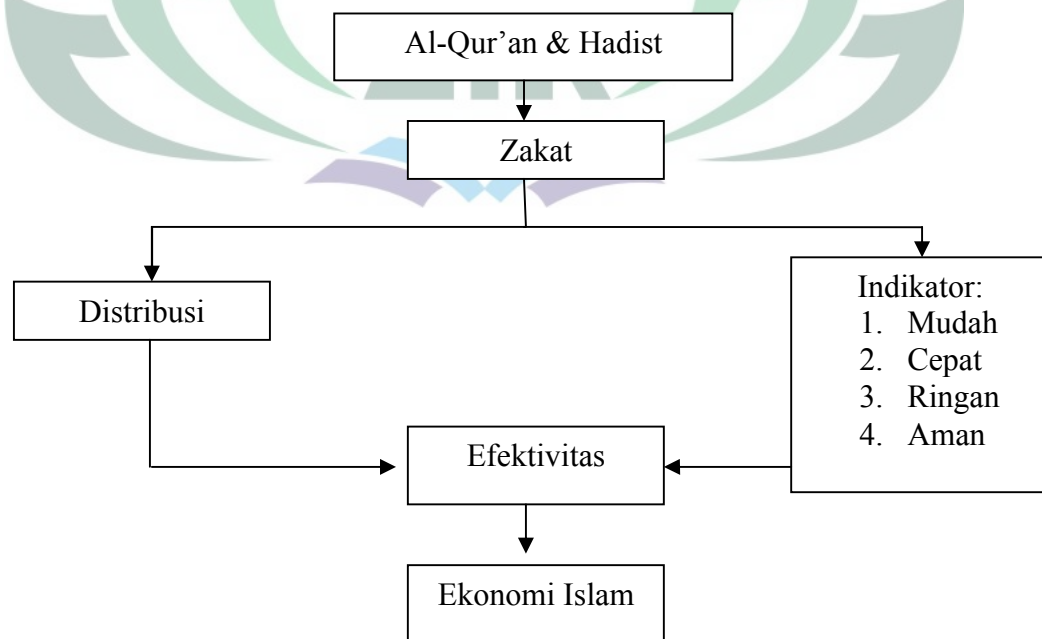 Al-Qur’an & Hadist
Zakat
Distribusi
Indikator:
1. Mudah
2. Cepat
3. Ringan
4. Aman
Efektivitas
Ekonomi Islam